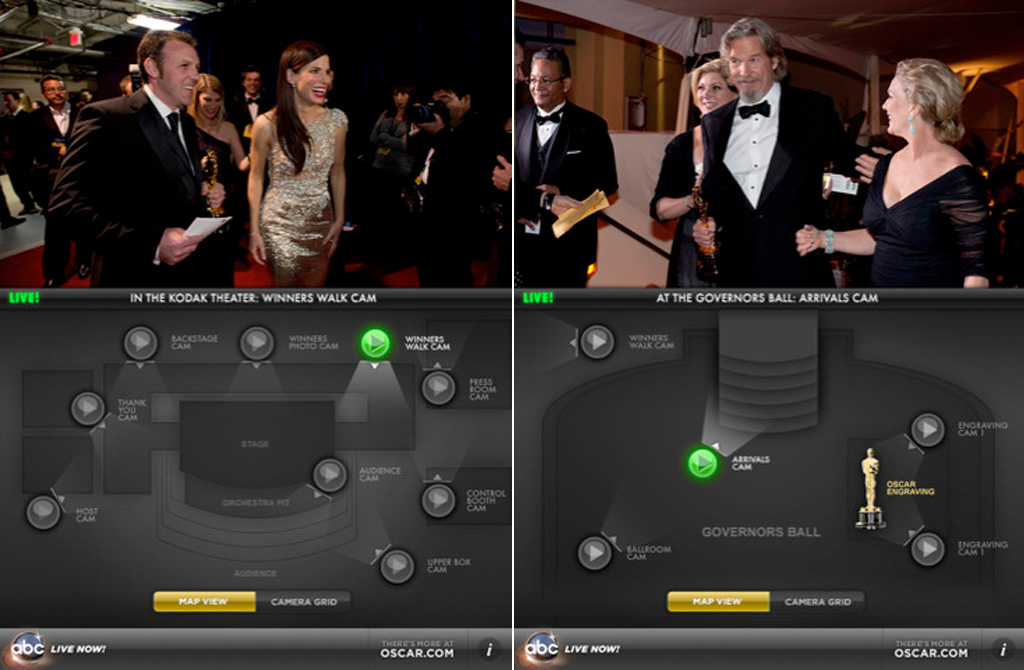 LIVE!
IN THE KODAK THEATER: WINNERS WALK CAM
BACKSTAGE
CAM
WINNERS
PHOTO CAM
WINNERS
WALK CAM
PRESS
ROOM
CAM
THANK
YOU
CAM
STAGE
AUDIENCE
CAM
ORCHESTRA PIT
CONTROL
BOOTH
CAM
HOST
CAM
UPPER BOX
CAM
AUDIENCE
MAP VIEW
CAMERA GRID
abc
LIVE NOW!
THERE'S MORE AT
OSCAR.COM
i
LIVE!
AT THE GOVERNORS BALL: ARRIVALS CAM
WINNERS
WALK CAM
ENGRAVING
CAM 1
ARRIVALS
CAM
OSCAR
ENGRAVING
GOVERNORS BALL
BALLROOM
CAM
ENGRAVING
CAM 1
MAP VIEW
CAMERA GRID
abc
LIVE NOW!
THERE'S MORE AT
OSCAR.COM
i